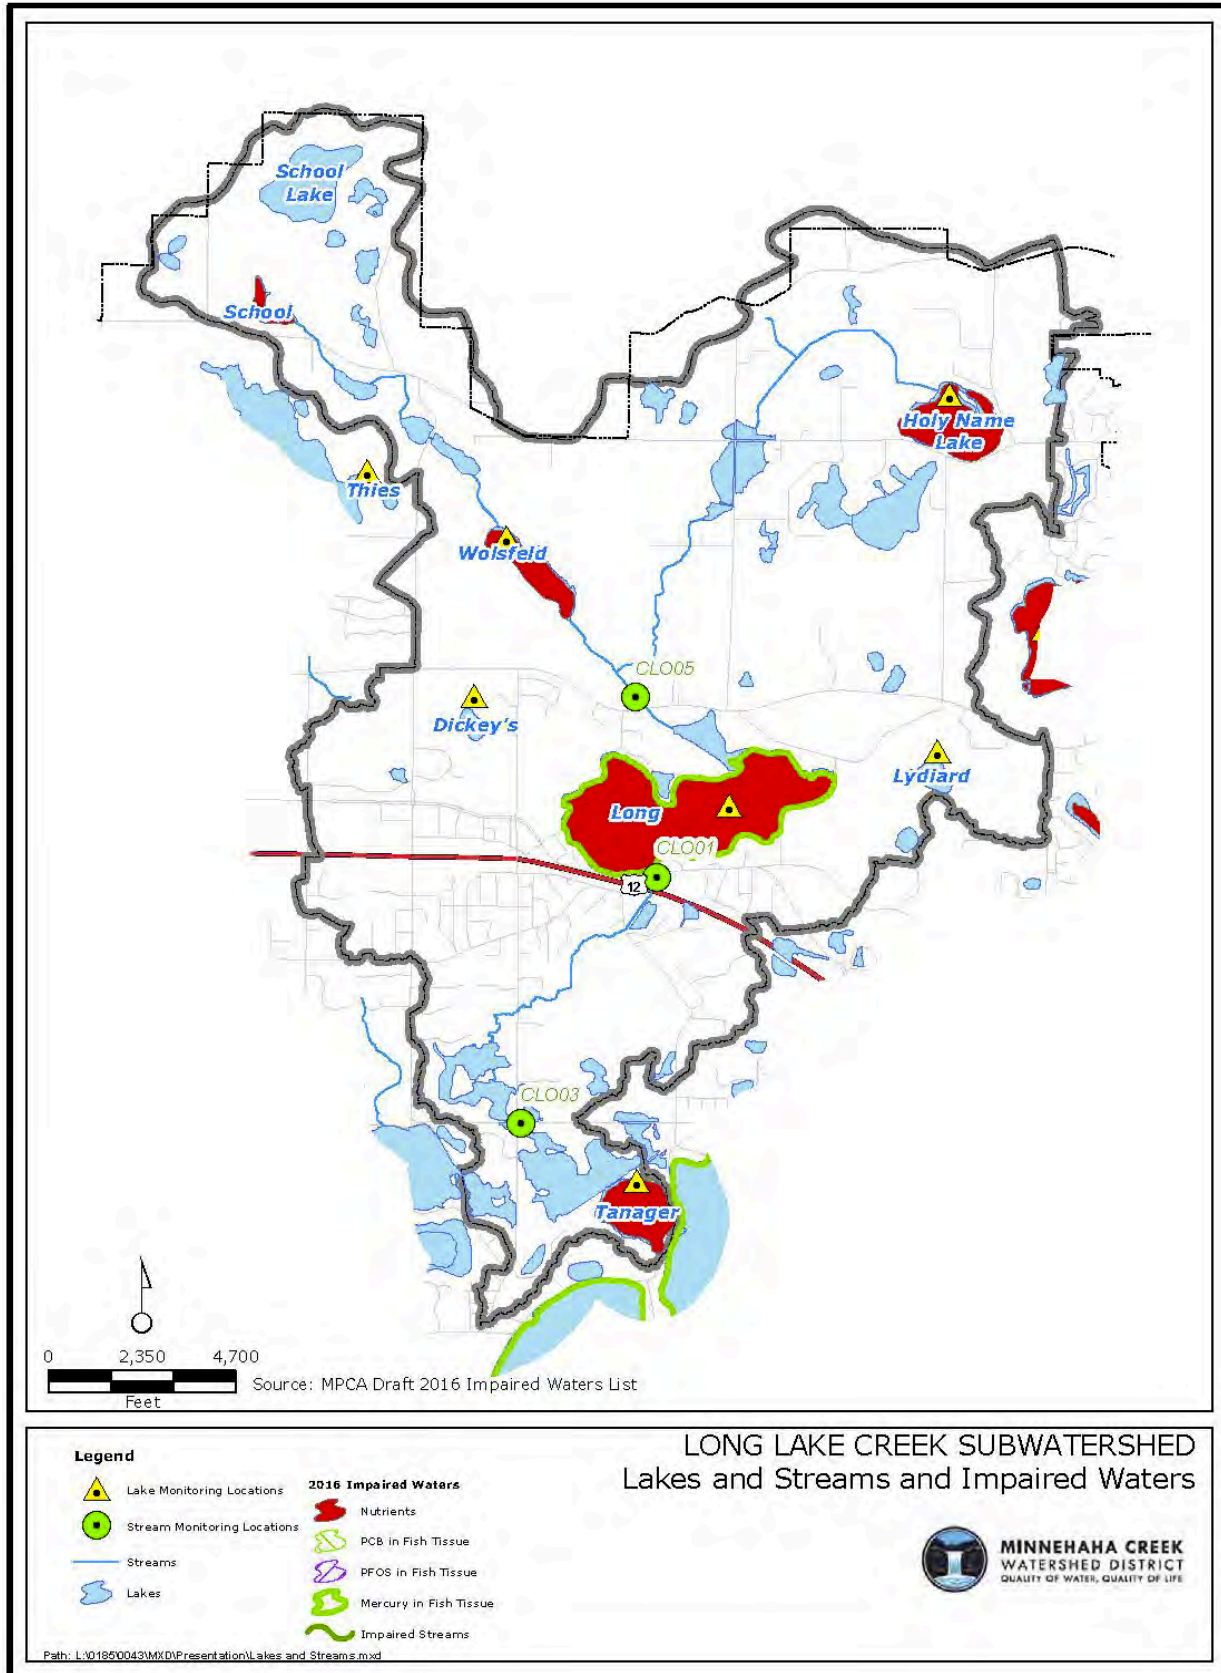 School
Lake
School
Holy Name
Lake
Thies
Wolsfeld
CLO05
Dickey's
Lydiard
Long
CLO01
12
CLO03
Tanager
0 2,350 4,700
Feet
Source: MPCA Draft 2016 Impaired Waters List
LONG LAKE CREEK SUBWATERSHED
Lakes and Streams and Impaired Waters
Legend
Lake Monitoring Locations
Stream Monitoring Locations
Streams
Lakes
2016 Impaired Waters
Nutrients
PCB in Fish Tissue
PFOS in Fish Tissue
Mercury in Fish Tissue
Impaired Streams
MINNEHAHA CREEK
WATERSHED DISTRICT
QUALITY OF WATER, QUALITY OF LIFE
Path: L:\0185\0043\MXD\Presentation\Lakes and Streams.mxd